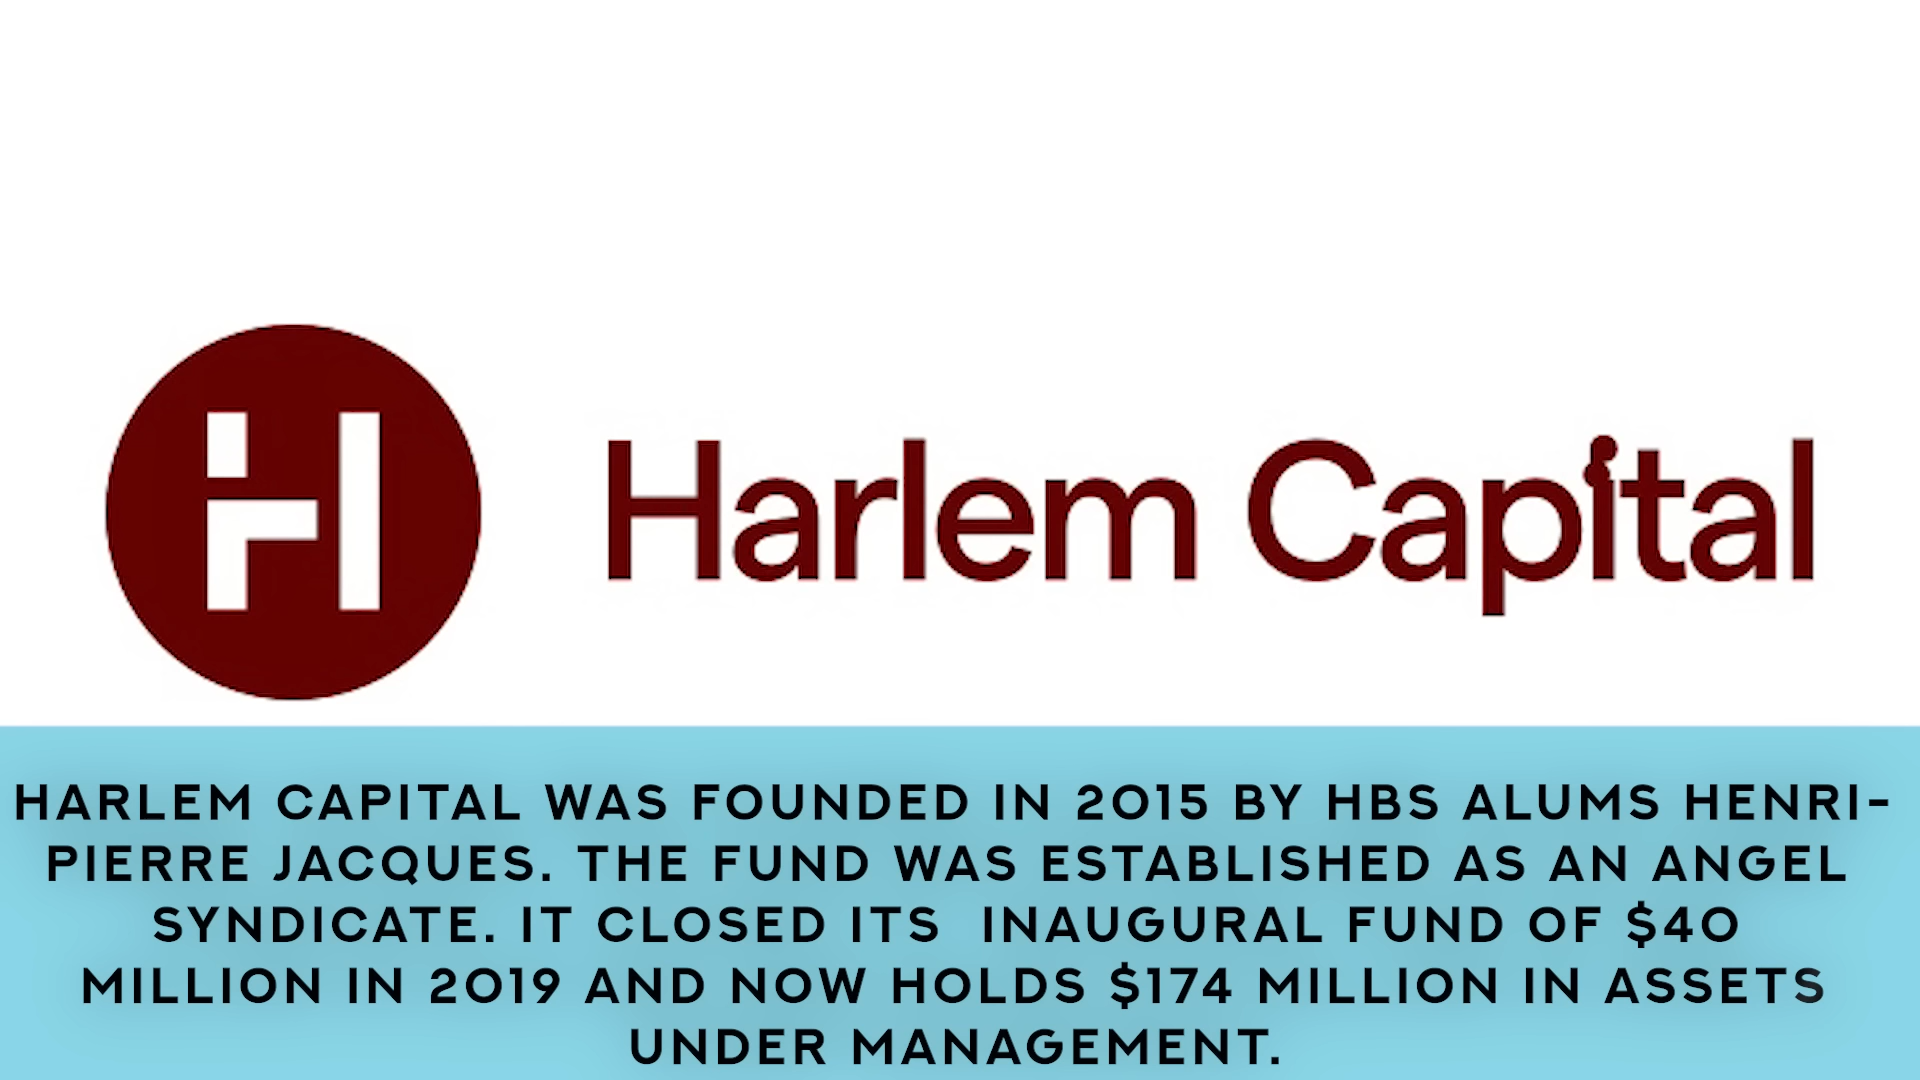 Harlem Capital
HARLEM CAPITAL WAS FOUNDED IN 2015 BY HBS ALUMS HENRI-
PIERRE JACQUES. THE FUND WAS ESTABLISHED AS AN ANGEL
SYNDICATE. IT CLOSED ITS  INAUGURAL FUND OF $40
MILLION IN 2019 AND NOW HOLDS $174 MILLION IN ASSETS
UNDER MANAGEMENT.